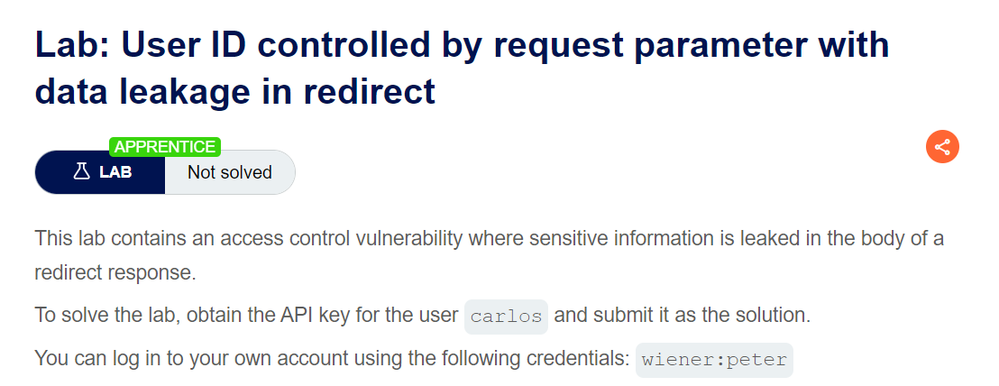 Lab: User ID controlled by request parameter with
data leakage in redirect
APPRENTICE
LAB Not solved
This lab contains an access control vulnerability where sensitive information is leaked in the body of a
redirect response.
To solve the lab, obtain the API key for the user carlos and submit it as the solution.
You can log in to your own account using the following credentials: wiener:peter